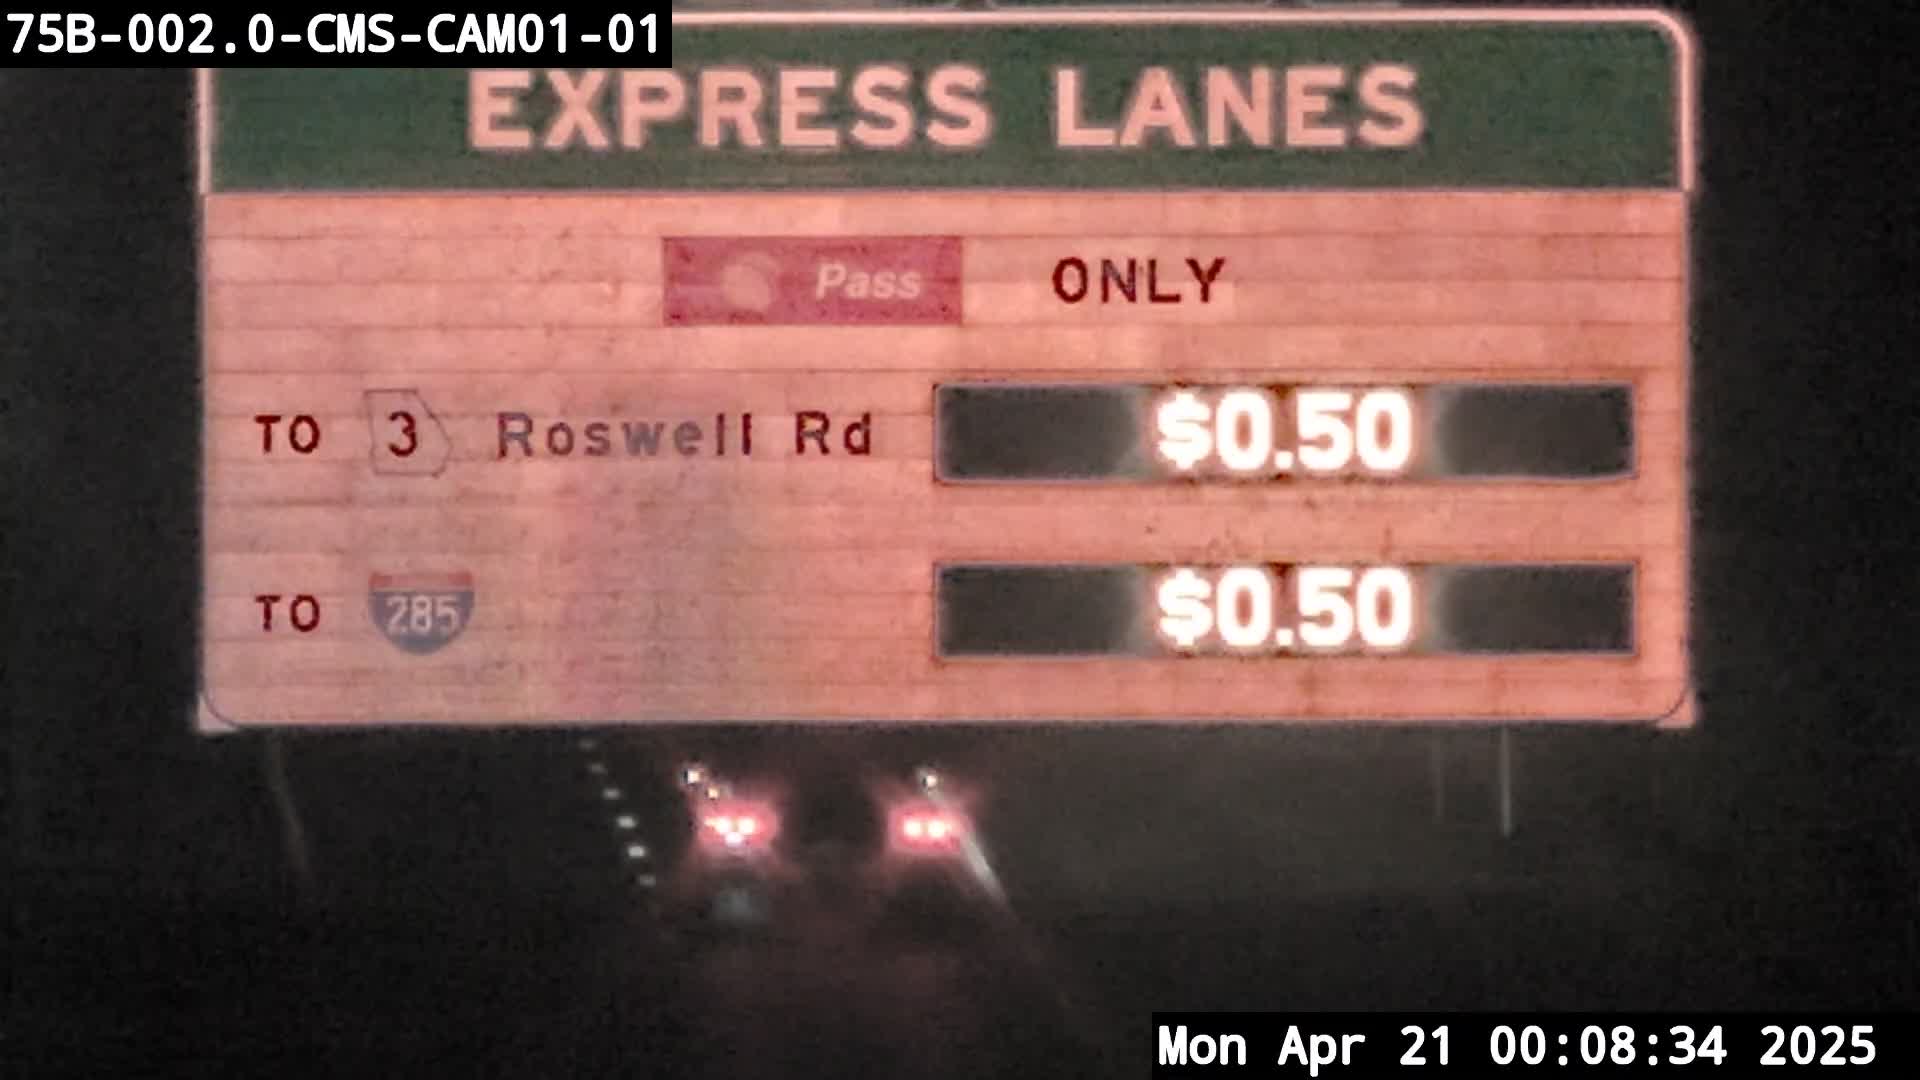 75B-002.0-CMS-CAM01-01
EXPRESS LANES
Pass ONLY
TO 3 Roswell Rd $0.50
TO 285 $0.50
Mon Apr 21 00:08:34 2025